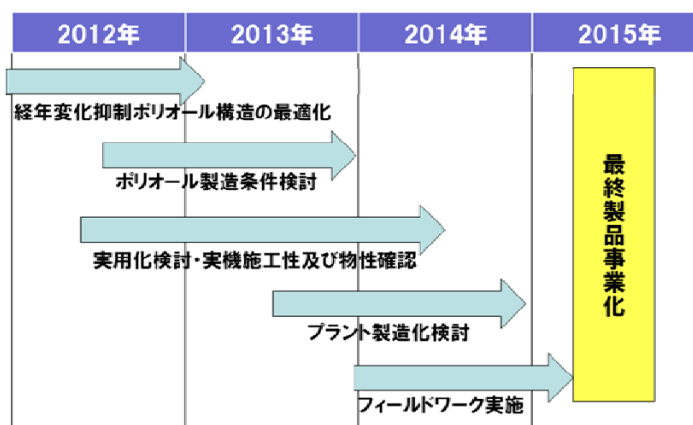 2012年
2013年
2014年
2015年
経年変化抑制ポリオール構造の最適化
ポリオール製造条件検討
実用化検討・実機施工性及び物性確認
プラント製造化検討
フィールドワーク実施
最終製品事業化